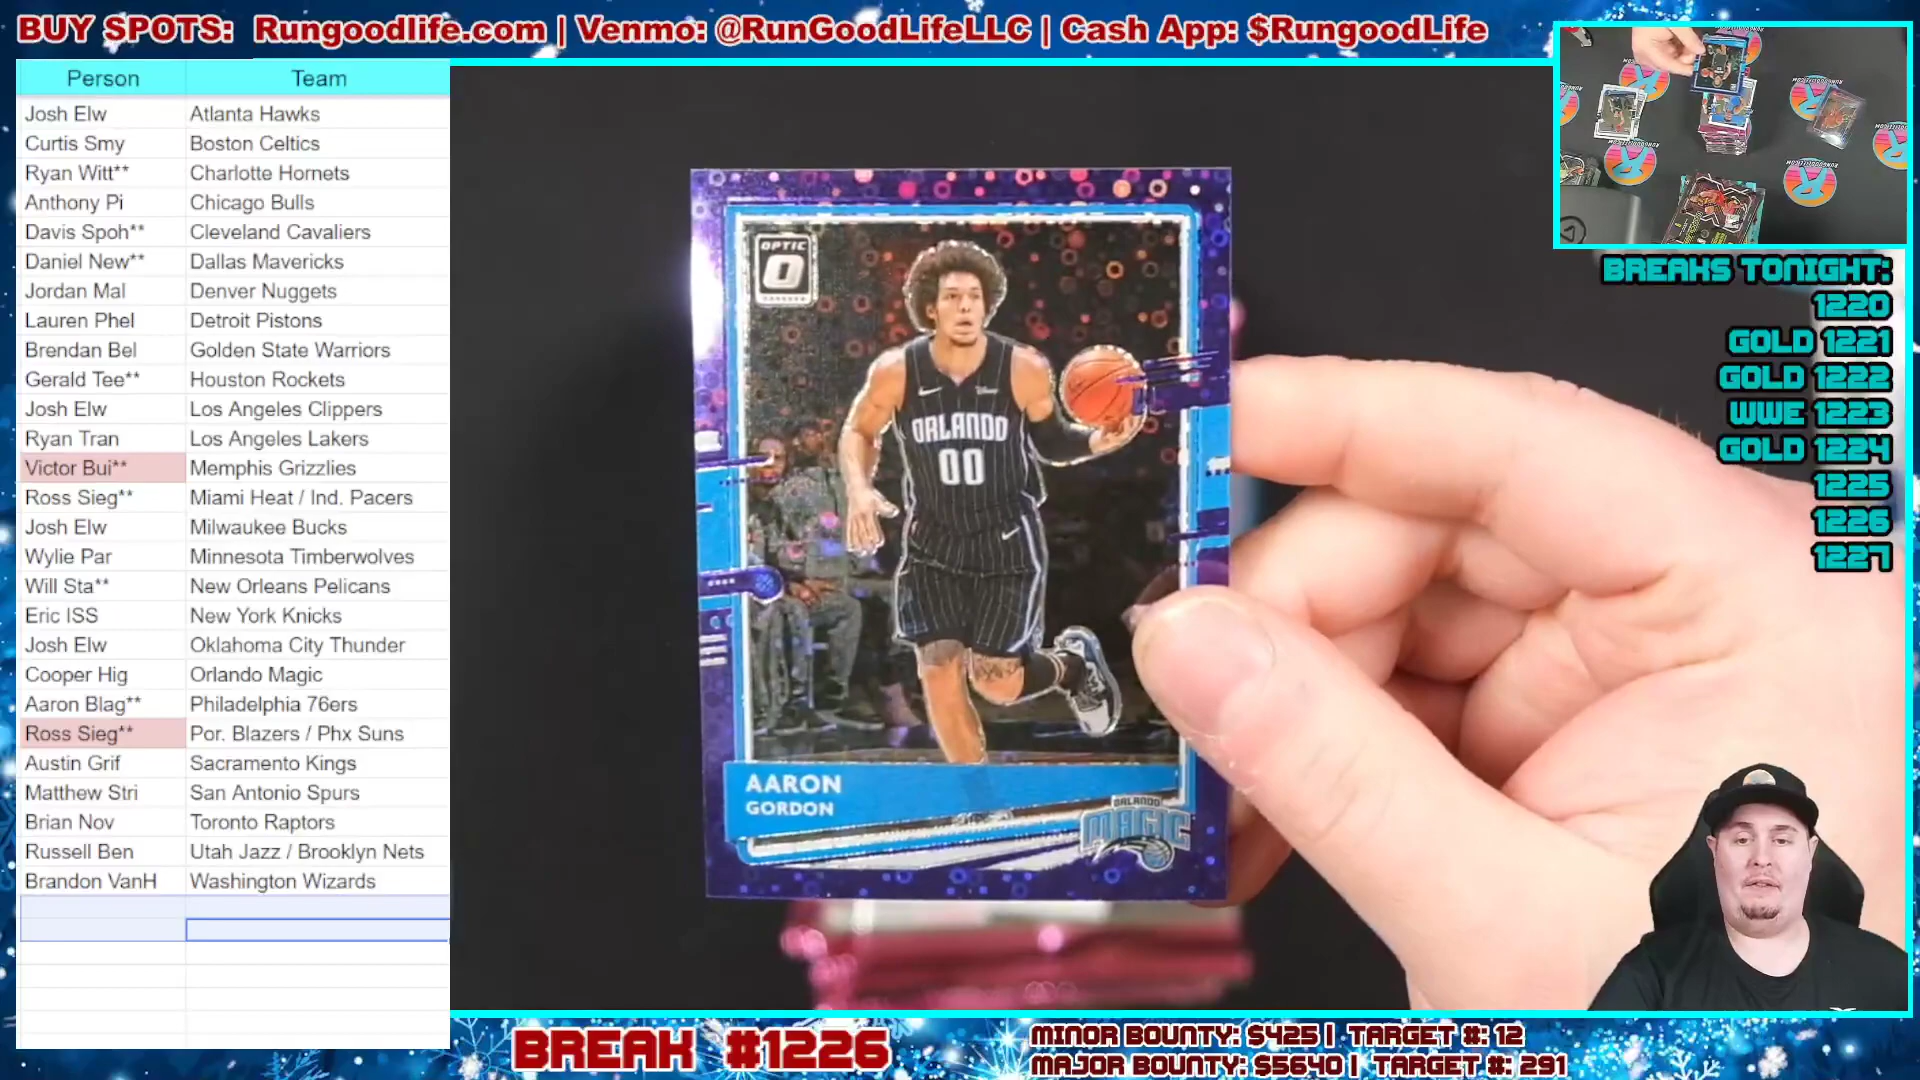 BUY SPOTS: Rungoodlife.com | Venmo: @RunGoodLifeLLC | Cash App: $RungoodLife
Person Team
Josh Elw Atlanta Hawks
Curtis Smy Boston Celtics
Ryan Witt** Charlotte Hornets
Anthony Pi Chicago Bulls
Davis Spoh** Cleveland Cavaliers
Daniel New** Dallas Mavericks
Jordan Mal Denver Nuggets
Lauren Phel Detroit Pistons
Brendan Bel Golden State Warriors
Gerald Tee** Houston Rockets
Josh Elw Los Angeles Clippers
Ryan Tran Los Angeles Lakers
Victor Bui** Memphis Grizzlies
Ross Sieg** Miami Heat / Ind. Pacers
Josh Elw Milwaukee Bucks
Wylie Par Minnesota Timberwolves
Will Sta** New Orleans Pelicans
Eric ISS New York Knicks
Josh Elw Oklahoma City Thunder
Cooper Hig Orlando Magic
Aaron Blag** Philadelphia 76ers
Ross Sieg** Por. Blazers / Phx Suns
Austin Grif Sacramento Kings
Matthew Stri San Antonio Spurs
Brian Nov Toronto Raptors
Russell Ben Utah Jazz / Brooklyn Nets
Brandon VanH Washington Wizards
OPTIC
ORLANDO
00
AARON
GORDON
ORLANDO
MAGIC
BREAKS TONIGHT:
1220
GOLD 1221
GOLD 1222
WWE 1223
GOLD 1224
1225
1226
1227
BREAK #1226
MINOR BOUNTY: $425 | TARGET #: 12
MAJOR BOUNTY: $5640 | TARGET #: 291